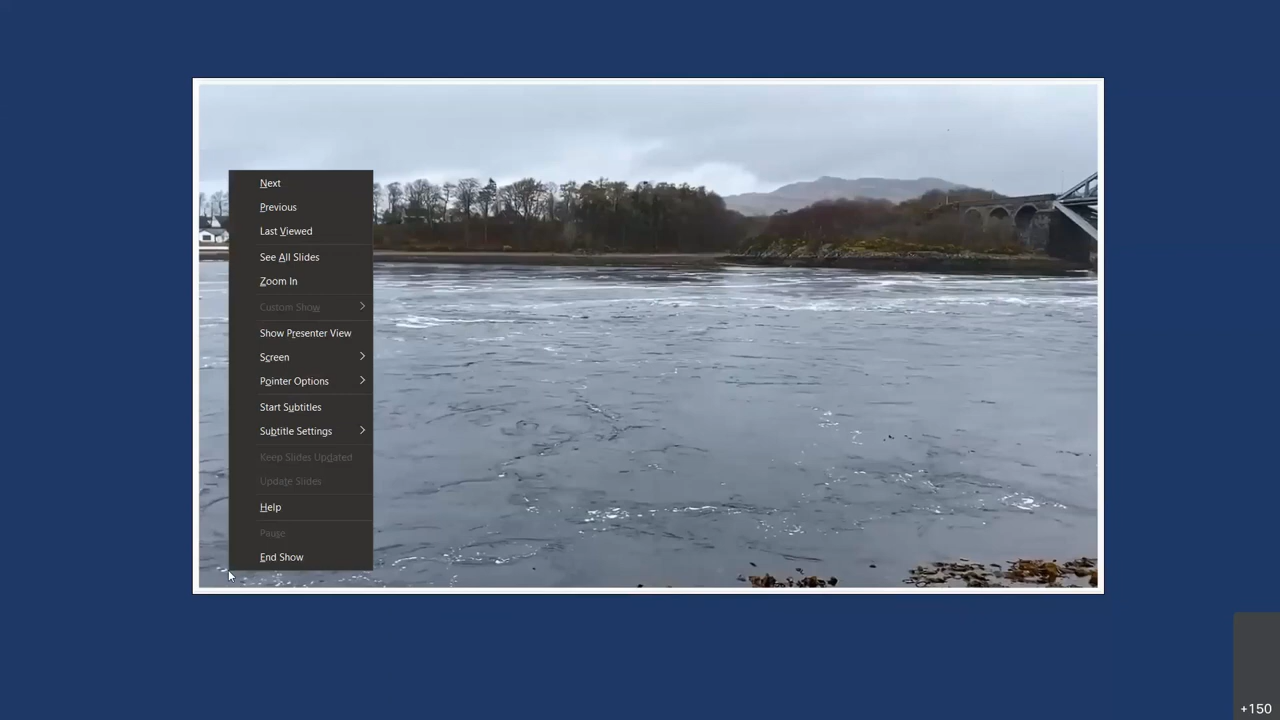 Next
Previous
Last Viewed
See All Slides
Zoom In
Custom Show
Show Presenter View
Screen
Pointer Options
Start Subtitles
Subtitle Settings
Keep Slides Updated
Update Slides
Help
Pause
End Show
+150